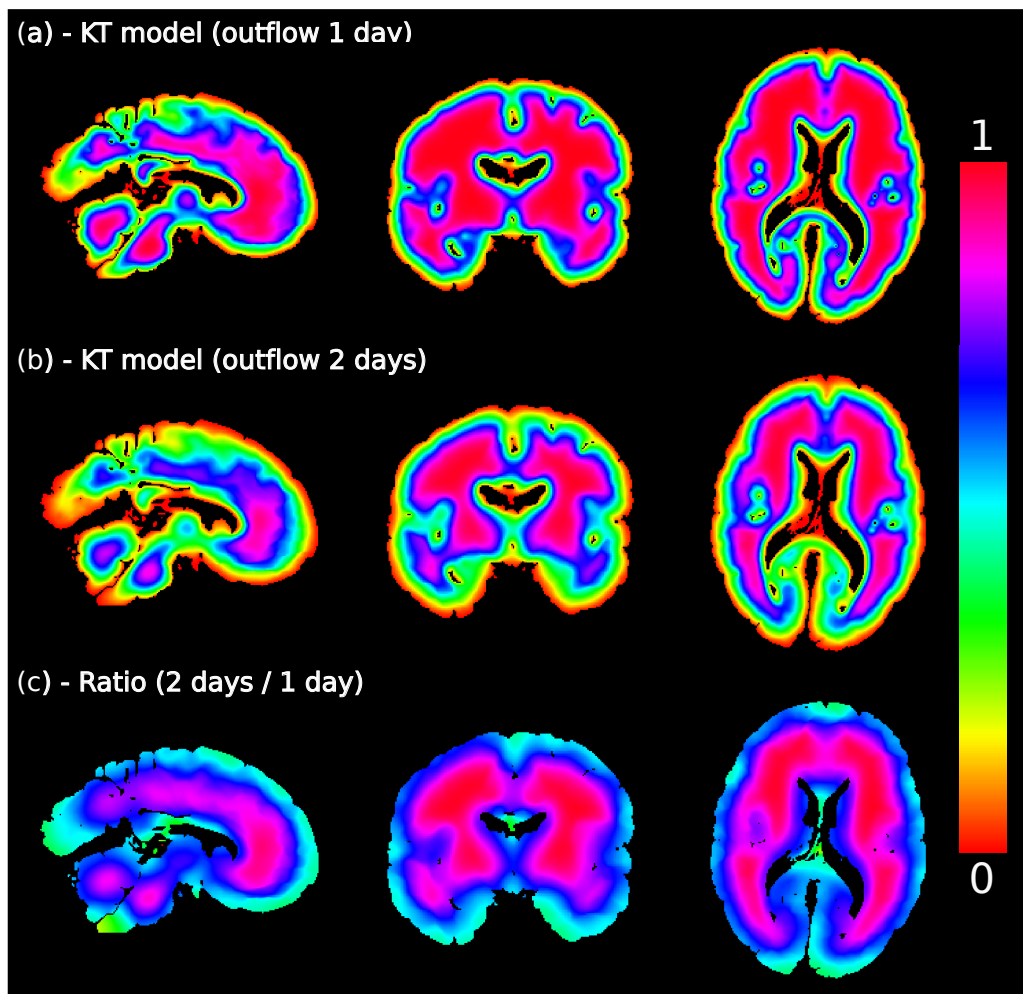 (a) - KT model (outflow 1 day)
1
(b) - KT model (outflow 2 days)
(c) - Ratio (2 days / 1 day)
0